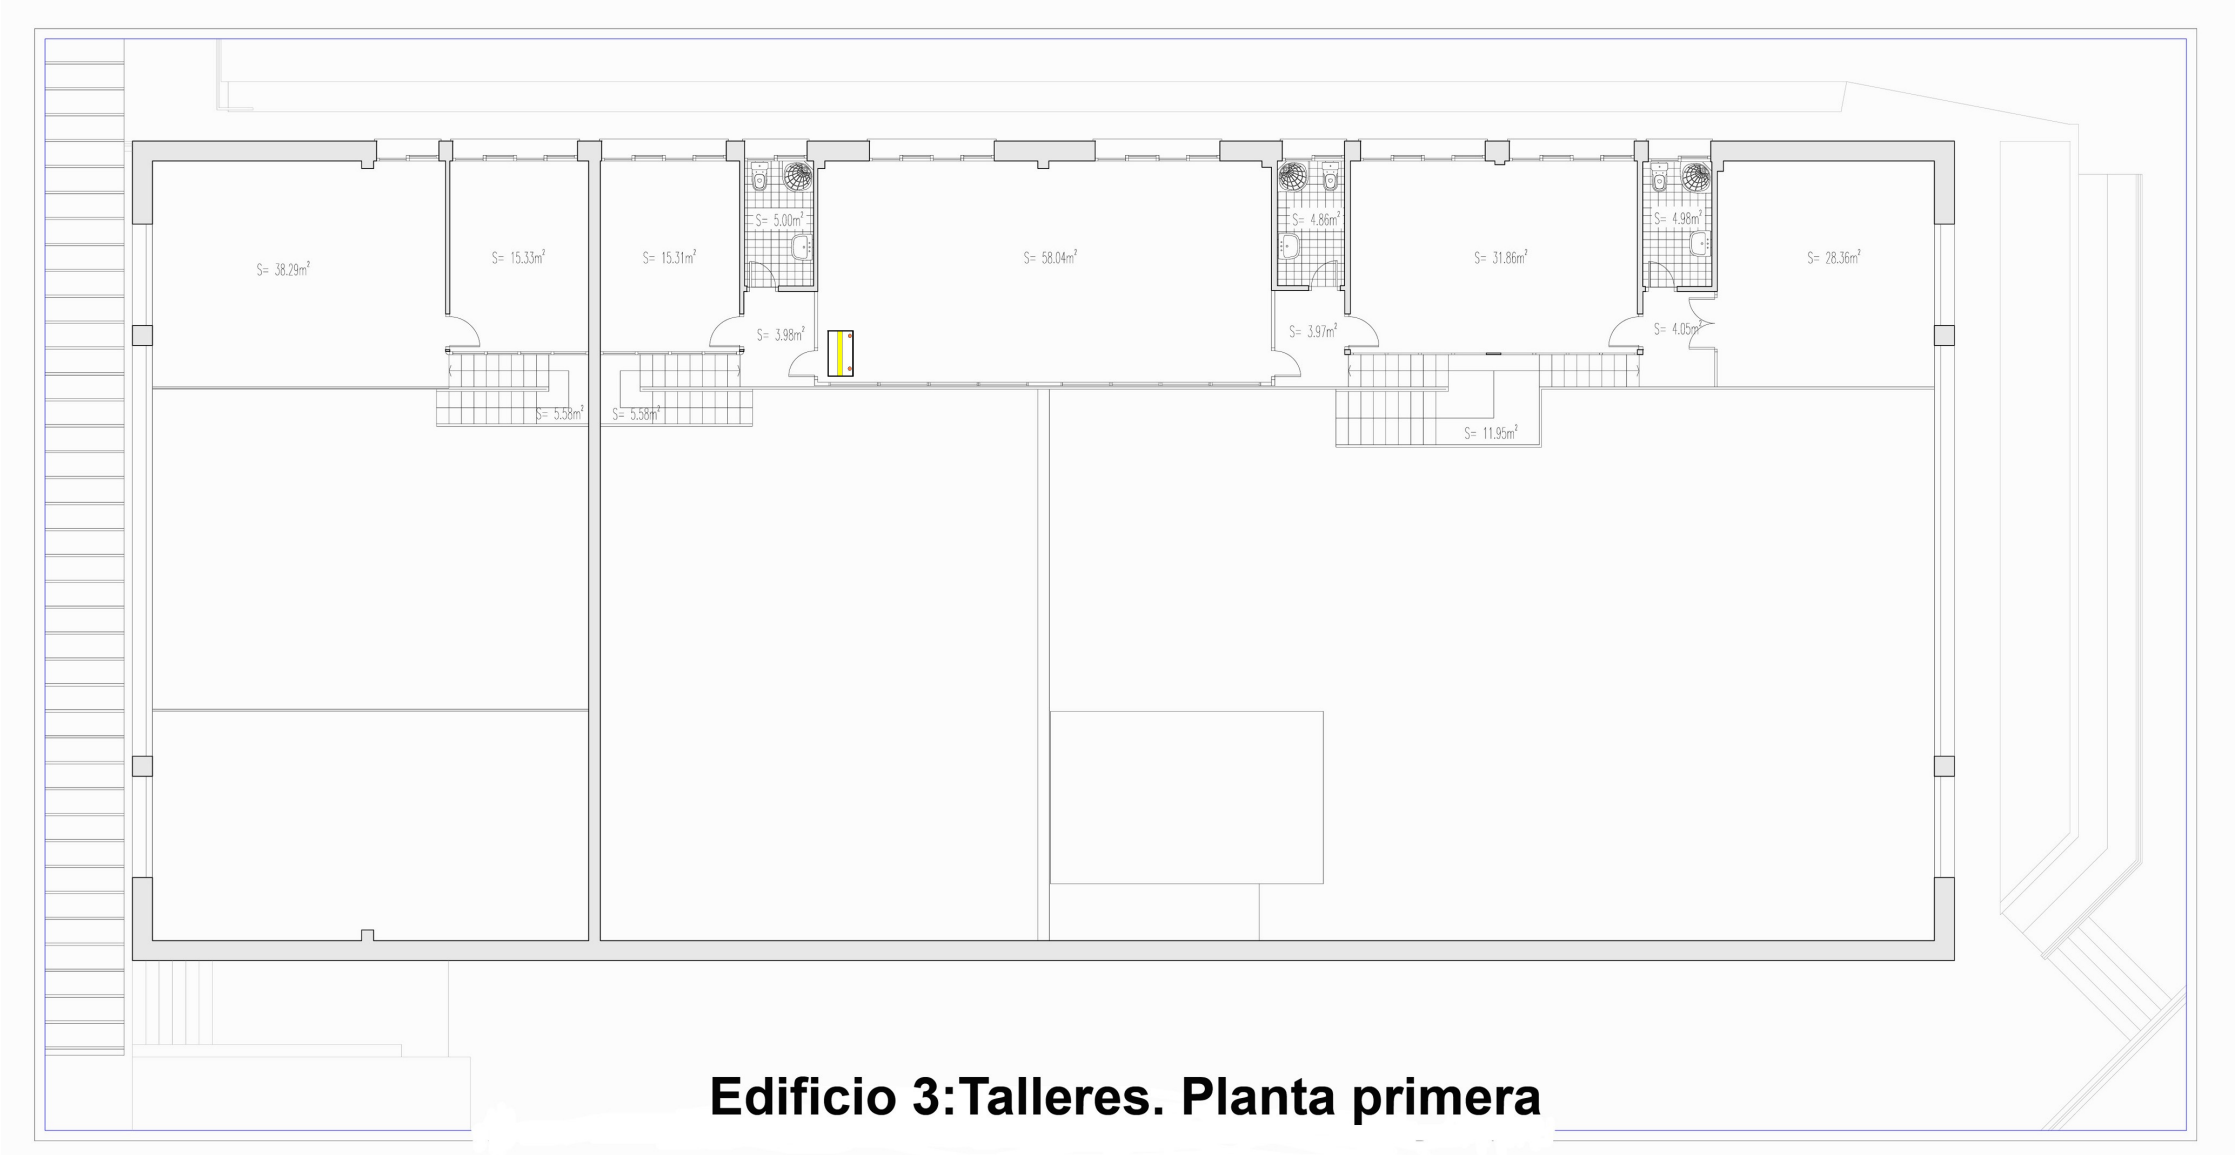 S= 5.00m²
S= 4.86m²
S= 4.98m²
S= 38.29m²
S= 15.33m²
S= 15.31m²
S= 58.04m²
S= 31.86m²
S= 28.36m²
S= 3.98m²
S= 3.97m²
S= 4.05m²
S= 5.58m²
S= 5.58m²
S= 11.95m²
Edificio 3:Talleres. Planta primera